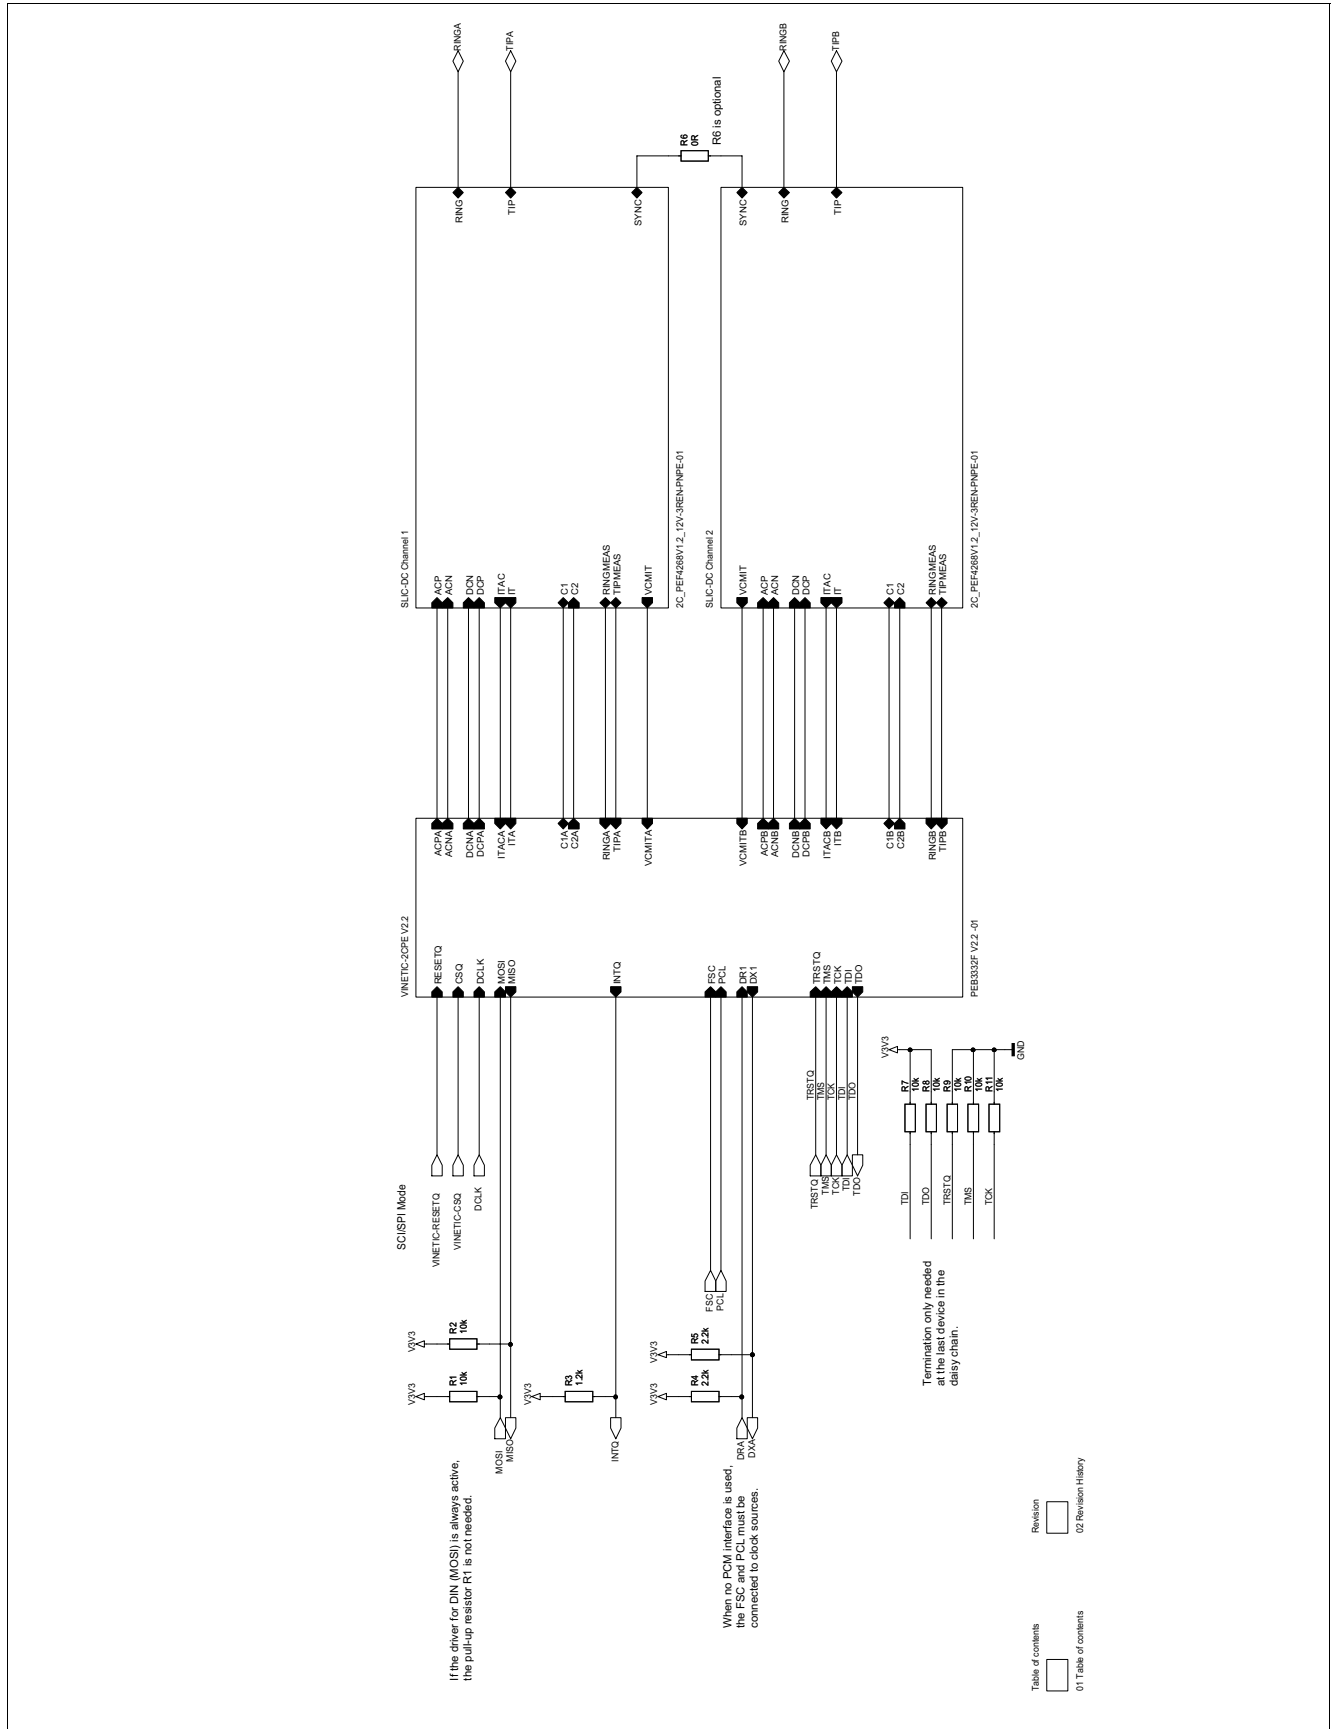 SCI/SPI Mode
If the driver for DIN (MOSI) is always active,
the pull-up resistor R1 is not needed.
V3V3
R1
10k
V3V3
R2
10k
VINETIC-RESETQ
VINETIC-CSQ
DCLK
MOSI
MISO
V3V3
R3
1.2k
INTQ
When no PCM interface is used,
the FSC and PCL must be
connected to clock sources.
V3V3
R4
2.2k
V3V3
R5
2.2k
FSC
PCL
DRA
DXA
TRSTQ
TMS
TCK
TDI
TDO
TRSTQ
TMS
TCK
TDI
TDO
Termination only needed
at the last device in the
daisy chain.
V3V3
TDI
R7
10k
TDO
R8
10k
TRSTQ
R9
10k
TMS
R10
10k
TCK
R11
10k
GND
VINETIC-2CPE V2.2
RESETQ
CSQ
DCLK
MOSI
MISO
INTQ
FSC
PCL
DR1
DX1
TRSTQ
TMS
TCK
TDI
TDO
ACPA
ACNA
DCNA
DCPA
ITACA
ITA
C1A
C2A
RINGA
TIPA
VCMITA
VCMITB
ACPB
ACNB
DCNB
DCPB
ITACB
ITB
C1B
C2B
RINGB
TIPB
PEB3332F V2.2 -01
SLIC-DC Channel 1
ACP
ACN
DCN
DCP
ITAC
IT
C1
C2
RINGMEAS
TIPMEAS
VCMIT
RING
TIP
SYNC
2C_PEF4268V1.2_12V-3REN-PNPE-01
RINGA
TIPA
R6
0R
R6 is optional
SLIC-DC Channel 2
VCMIT
ACP
ACN
DCN
DCP
ITAC
IT
C1
C2
RINGMEAS
TIPMEAS
SYNC
RING
TIP
2C_PEF4268V1.2_12V-3REN-PNPE-01
RINGB
TIPB
Table of contents
01 Table of contents
Revision
02 Revision History